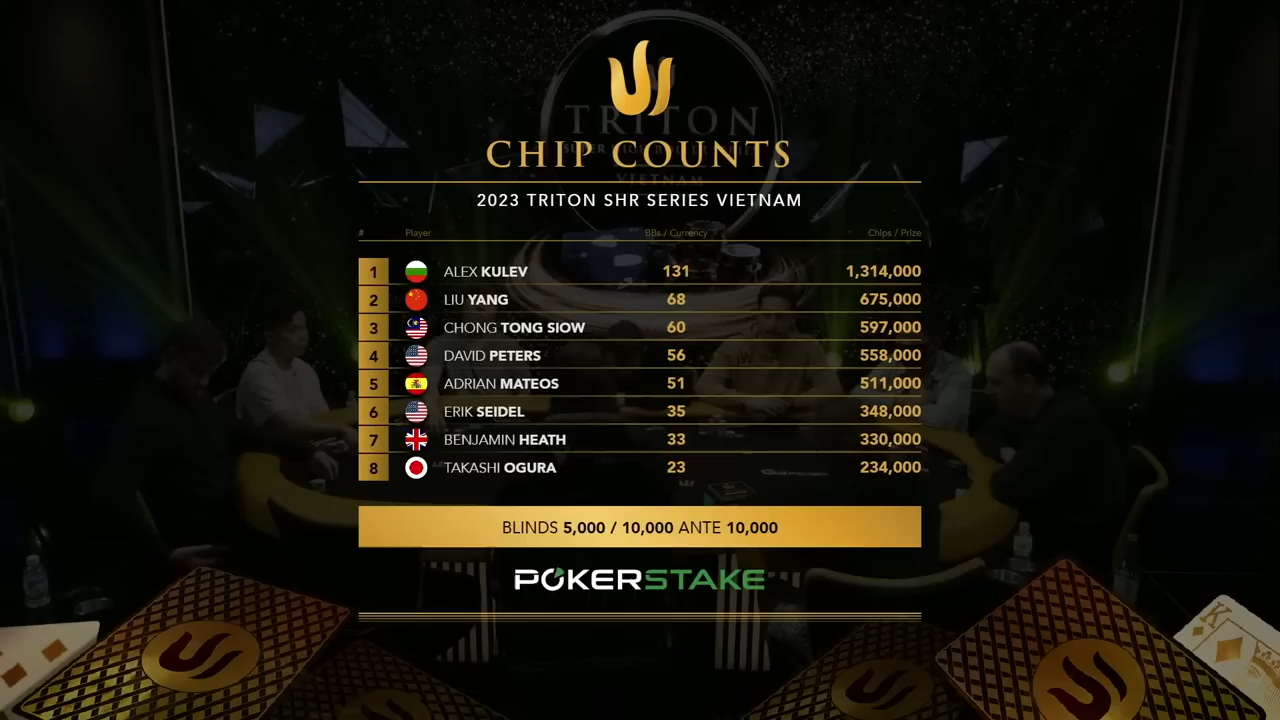 TRITON
CHIP COUNTS
VIETNAM
2023 TRITON SHR SERIES VIETNAM
# Player BBs / Currency Chips / Prize
1 ALEX KULEV 131 1,314,000
2 LIU YANG 68 675,000
3 CHONG TONG SIOW 60 597,000
4 DAVID PETERS 56 558,000
5 ADRIAN MATEOS 51 511,000
6 ERIK SEIDEL 35 348,000
7 BENJAMIN HEATH 33 330,000
8 TAKASHI OGURA 23 234,000
BLINDS 5,000 / 10,000 ANTE 10,000
POKERSTAKE
K